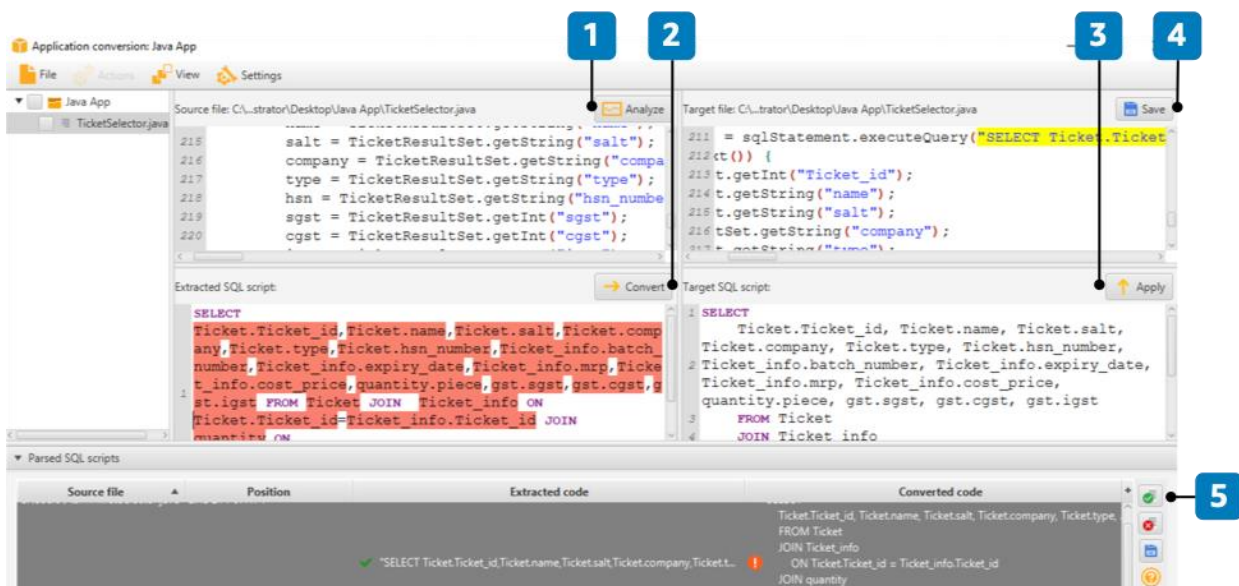 1
2
3
4
Application conversion: Java App
File Actions View Settings
Java App
TicketSelector.java
Source file: C:\...strator\Desktop\Java App\TicketSelector.java
Analyze
215 salt = TicketResultSet.getString("salt");
216 company = TicketResultSet.getString("compa
217 type = TicketResultSet.getString("type");
218 hsn = TicketResultSet.getString("hsn_numbe
219 sgst = TicketResultSet.getInt("sgst");
220 cgst = TicketResultSet.getInt("cgst");
Target file: C:\...trator\Desktop\Java App\TicketSelector.java
Save
211 = sqlStatement.executeQuery("SELECT Ticket.Ticket
212 ct()) {
213 t.getInt("Ticket_id");
214 t.getString("name");
215 t.getString("salt");
216 tSet.getString("company");
217 t.getString("type");
Extracted SQL script:
Convert
SELECT
Ticket.Ticket_id,Ticket.name,Ticket.salt,Ticket.comp
any,Ticket.type,Ticket.hsn_number,Ticket_info.batch_
number,Ticket_info.expiry_date,Ticket_info.mrp,Ticke
t_info.cost_price,quantity.piece,gst.sgst,gst.cgst,g
1 st.igst FROM Ticket JOIN Ticket_info ON
Ticket.Ticket_id=Ticket_info.Ticket_id JOIN
quantity ON
Target SQL script:
Apply
1 SELECT
Ticket.Ticket_id, Ticket.name, Ticket.salt,
Ticket.company, Ticket.type, Ticket.hsn_number,
2 Ticket_info.batch_number, Ticket_info.expiry_date,
Ticket_info.mrp, Ticket_info.cost_price,
quantity.piece, gst.sgst, gst.cgst, gst.igst
3 FROM Ticket
4 JOIN Ticket_info
Parsed SQL scripts
Source file Position Extracted code Converted code
5
"SELECT Ticket.Ticket_id,Ticket.name,Ticket.salt,Ticket.company,Ticket.t...
Ticket.Ticket_id, Ticket.name, Ticket.salt, Ticket.company, Ticket.type,
FROM Ticket
JOIN Ticket_info
ON Ticket.Ticket_id = Ticket_info.Ticket_id
JOIN quantity